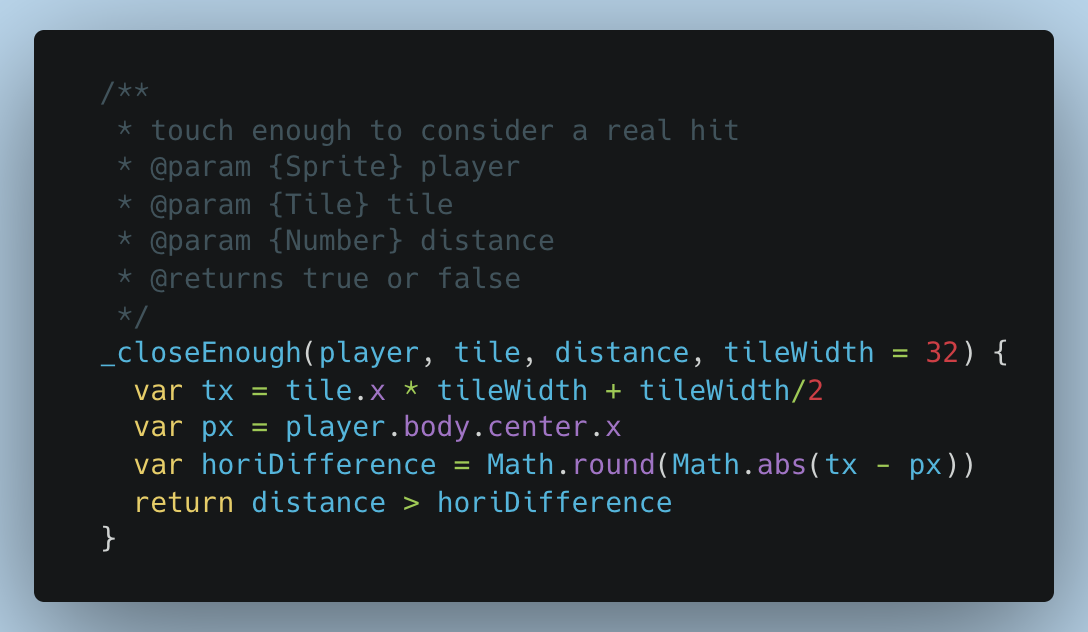 /**
 * touch enough to consider a real hit
 * @param {Sprite} player
 * @param {Tile} tile
 * @param {Number} distance
 * @returns true or false
 */
_closeEnough(player, tile, distance, tileWidth = 32) {
  var tx = tile.x * tileWidth + tileWidth/2
  var px = player.body.center.x
  var horiDifference = Math.round(Math.abs(tx - px))
  return distance > horiDifference
}